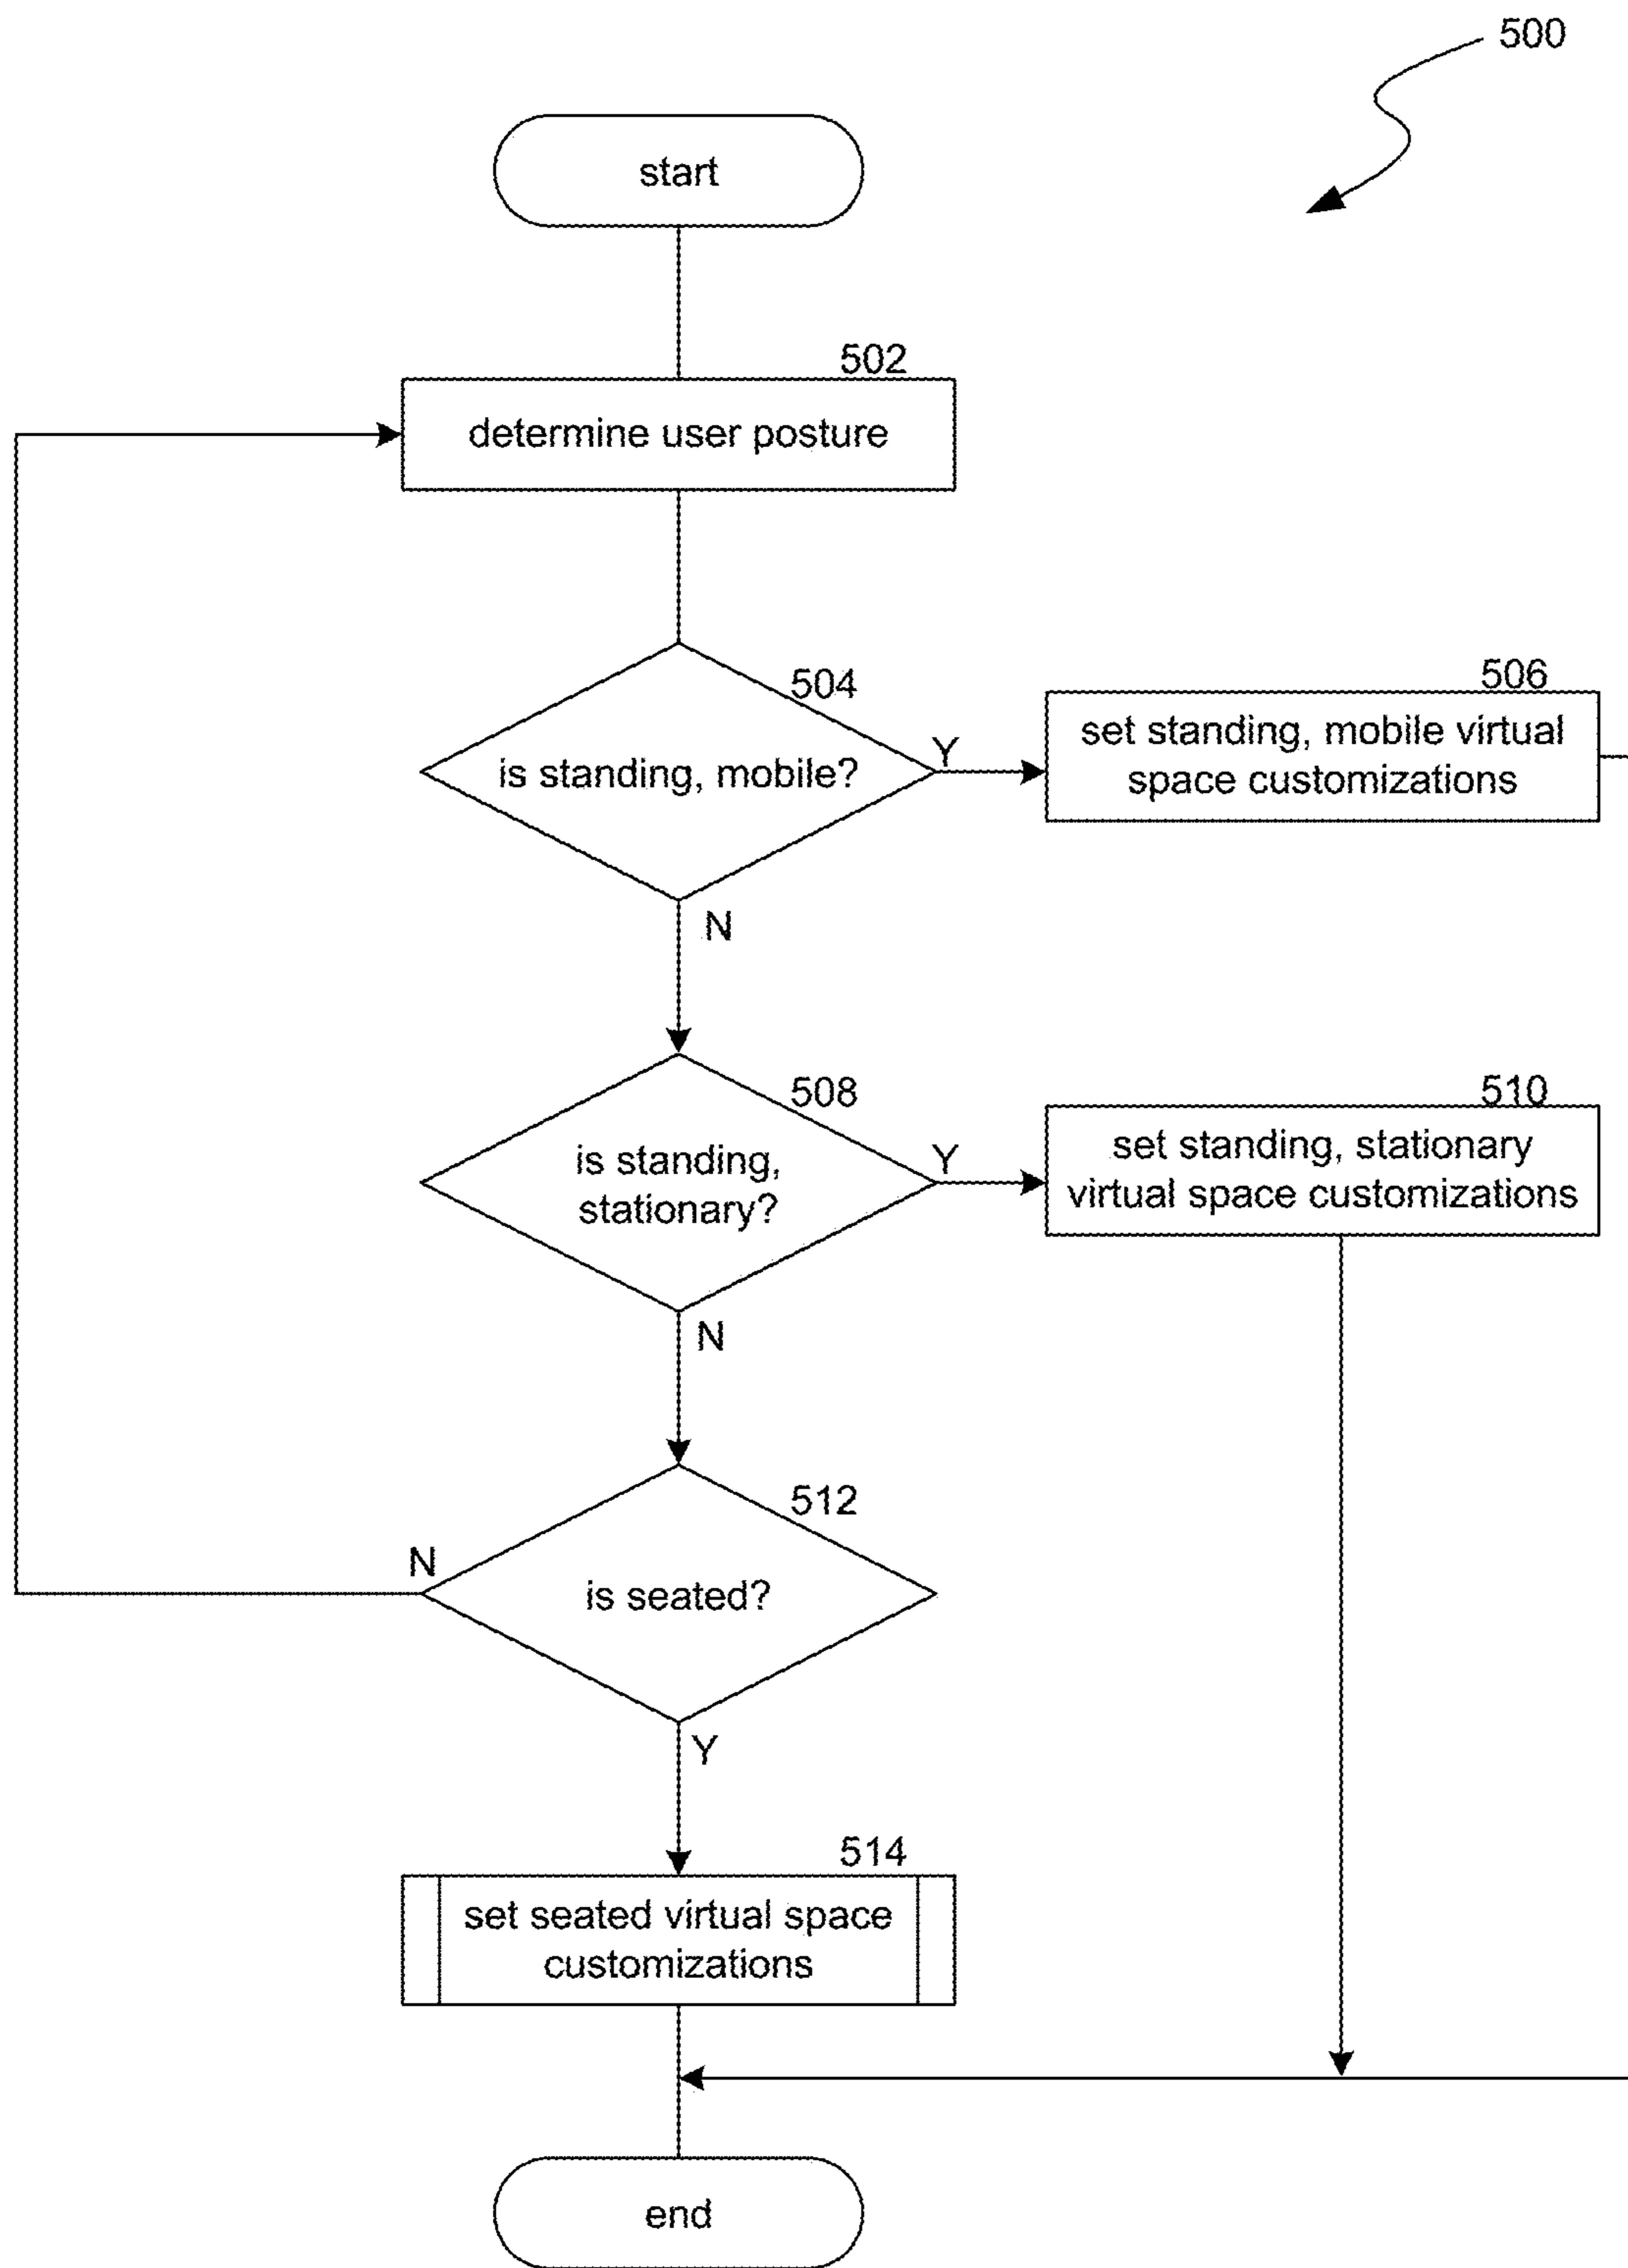 500
start
502
determine user posture
504
is standing, mobile?
Y
506
set standing, mobile virtual
space customizations
N
508
is standing,
stationary?
Y
510
set standing, stationary
virtual space customizations
N
512
N
is seated?
Y
514
set seated virtual space
customizations
end